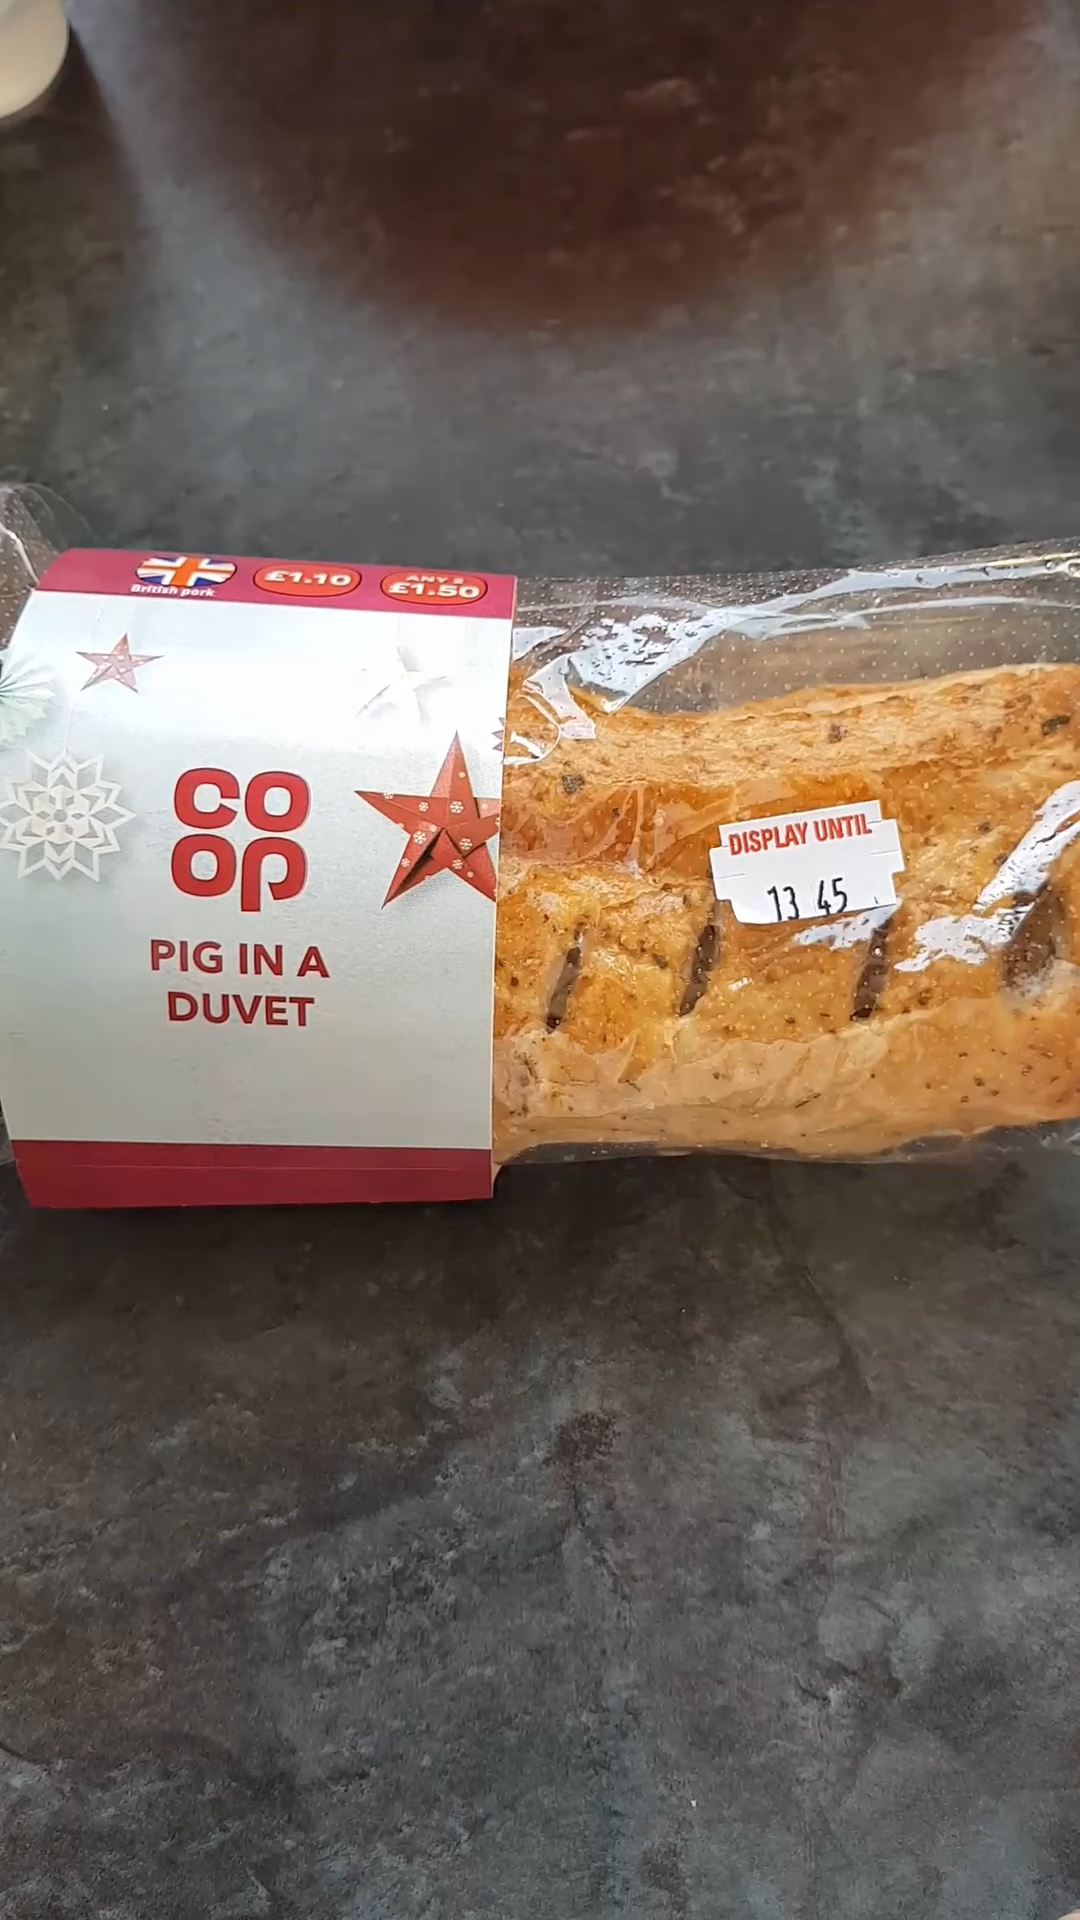 British pork
£1.10
ANY 2
£1.50
CO
OP
PIG IN A
DUVET
DISPLAY UNTIL
13 45